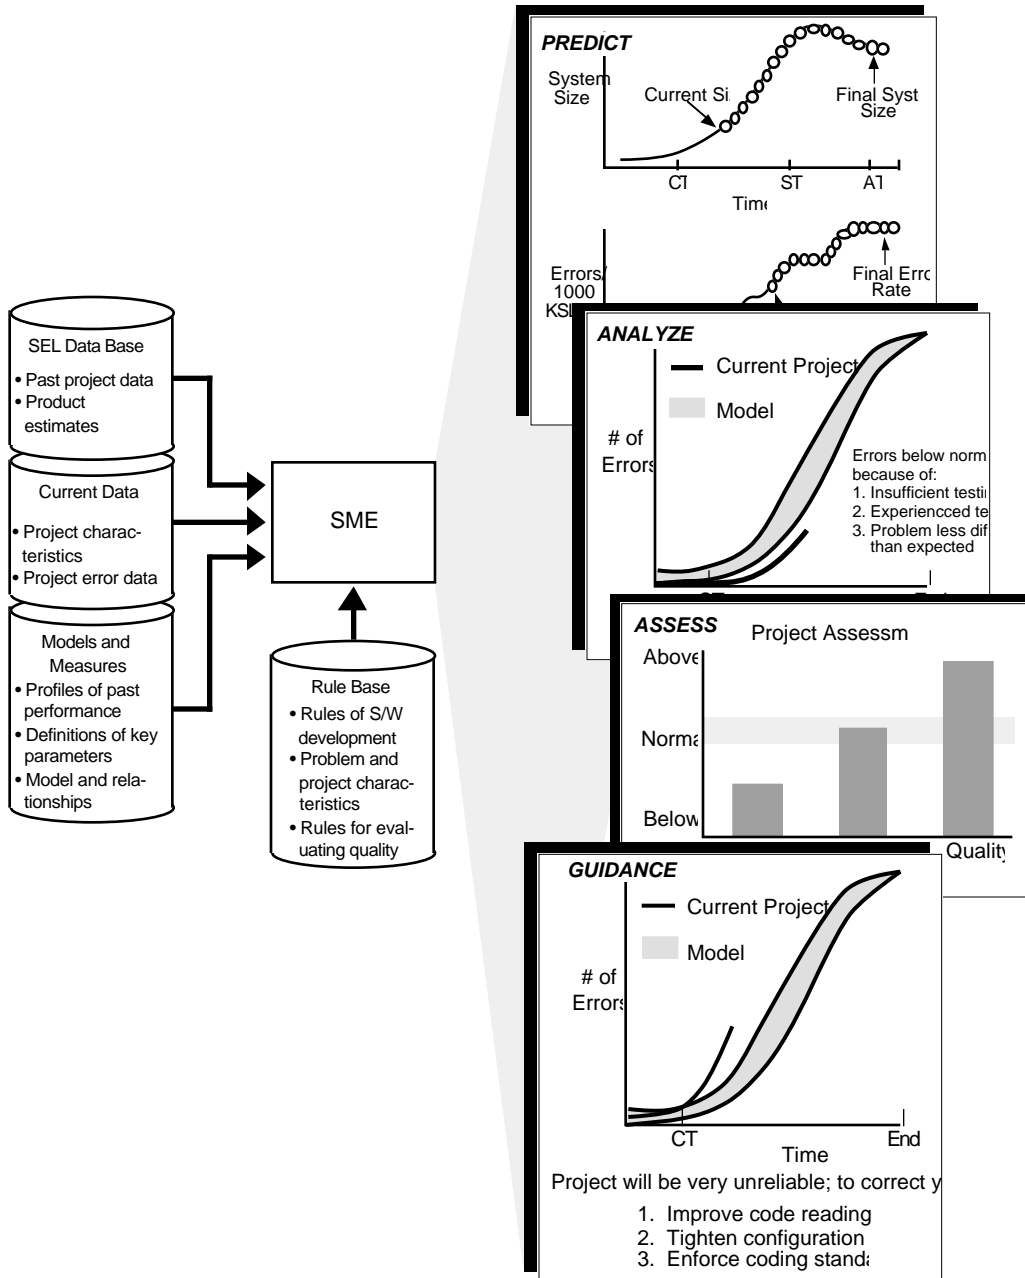 SEL Data Base
• Past project data
• Product
estimates
Current Data
• Project charac-
teristics
• Project error data
Models and
Measures
• Profiles of past
performance
• Definitions of key
parameters
• Model and rela-
tionships
SME
Rule Base
• Rules of S/W
development
• Problem and
project charac-
teristics
• Rules for eval-
uating quality
PREDICT
System
Size
Current Si
Final Syst
Size
CT
ST
AT
Time
Errors/
1000
KSL
Final Erro
Rate
ANALYZE
Current Project
Model
# of
Errors
Errors below norm
because of:
1. Insufficient testi
2. Experiencced te
3. Problem less dif
than expected
CT
ASSESS
Project Assessm
Above
Norma
Below
Quality
GUIDANCE
Current Project
Model
# of
Errors
CT
End
Time
Project will be very unreliable; to correct y
1. Improve code reading
2. Tighten configuration
3. Enforce coding standa